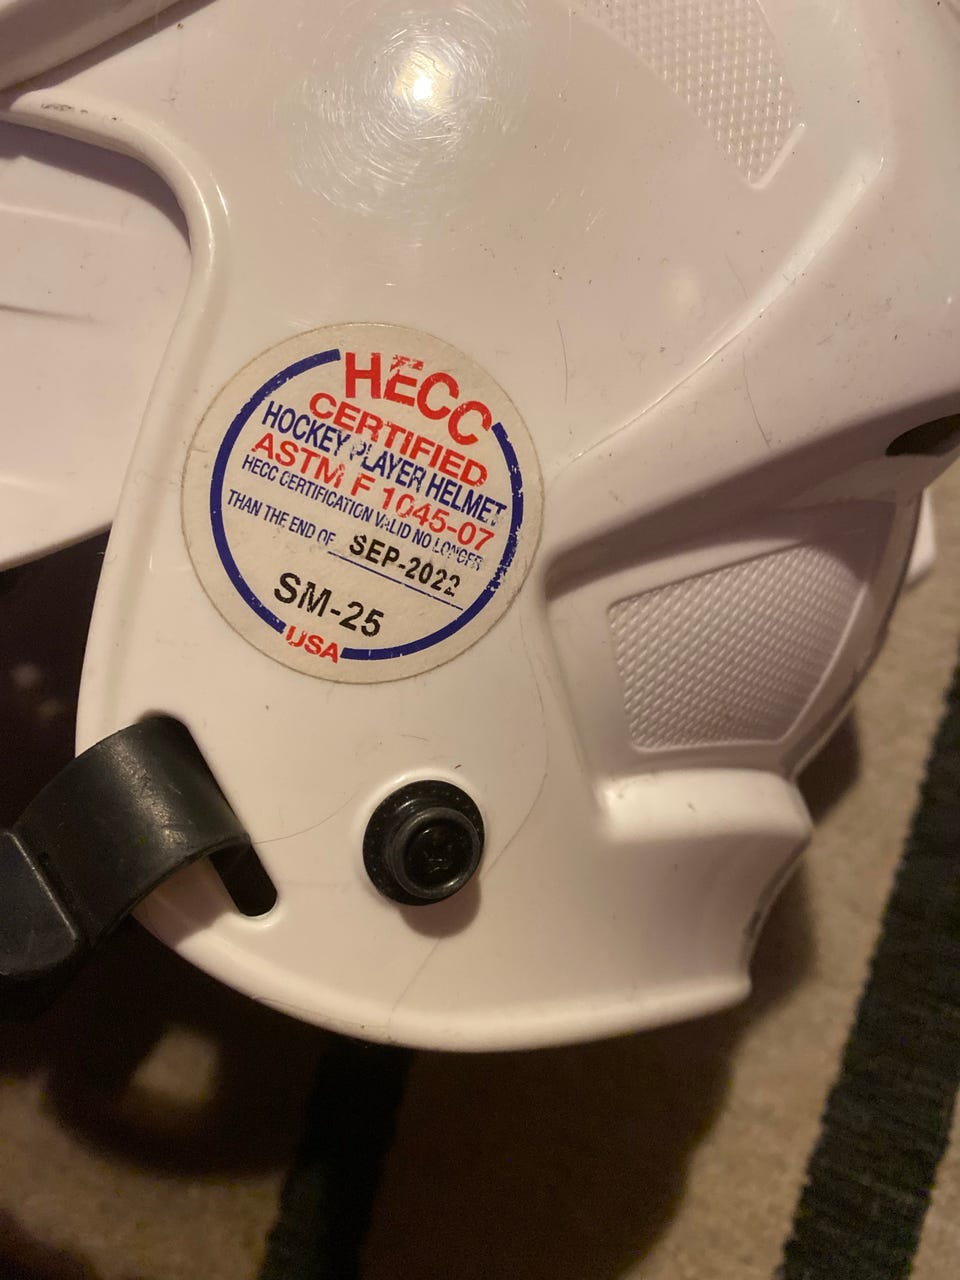 HECC
CERTIFIED
HOCKEY PLAYER HELMET
ASTM F 1045-07
HECC CERTIFICATION VALID NO LONGER
THAN THE END OF SEP-2022
SM-25
USA